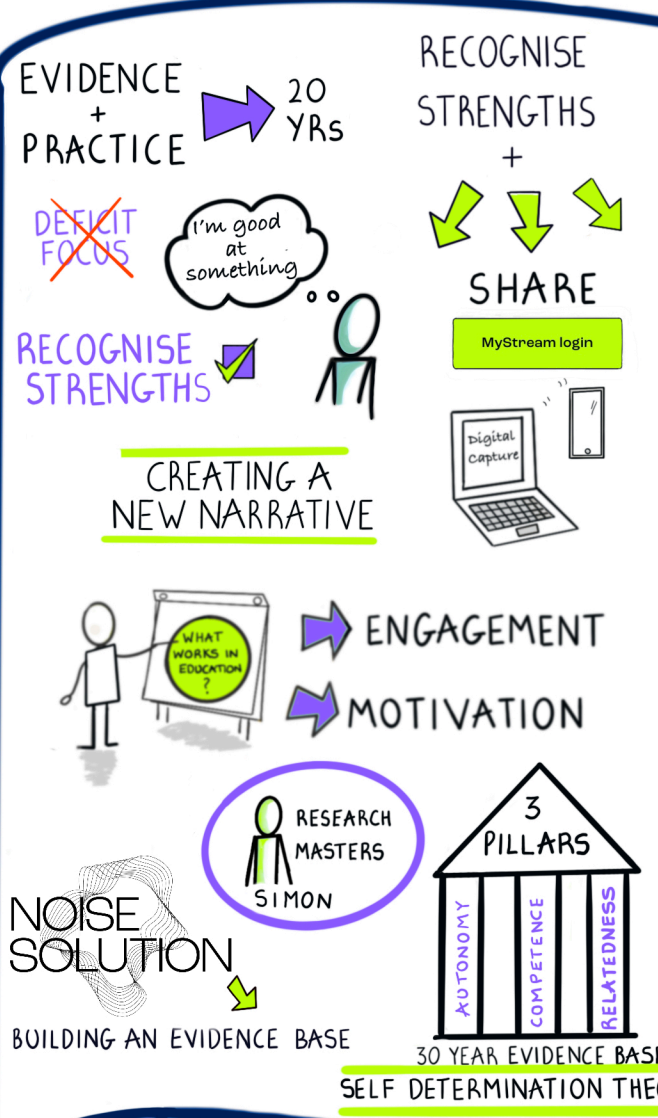 EVIDENCE
+
PRACTICE
20
YRS
DEFICIT
FOCUS
I'm good
at
something
RECOGNISE
STRENGTHS
CREATING A
NEW NARRATIVE
RECOGNISE
STRENGTHS
+
SHARE
MyStream login
Digital
Capture
WHAT
WORKS IN
EDUCATION
?
ENGAGEMENT
MOTIVATION
RESEARCH
MASTERS
SIMON
NOISE
SOLUTION
BUILDING AN EVIDENCE BASE
3
PILLARS
AUTONOMY
COMPETENCE
RELATEDNESS
30 YEAR EVIDENCE BAS
SELF DETERMINATION THE